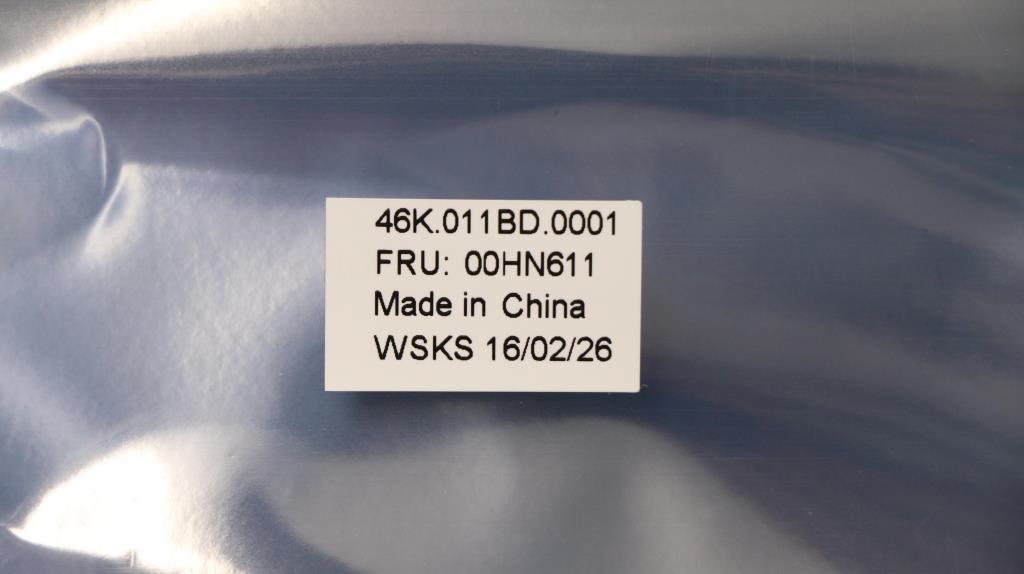 46K.011BD.0001
FRU: 00HN611
Made in China
WSKS 16/02/26